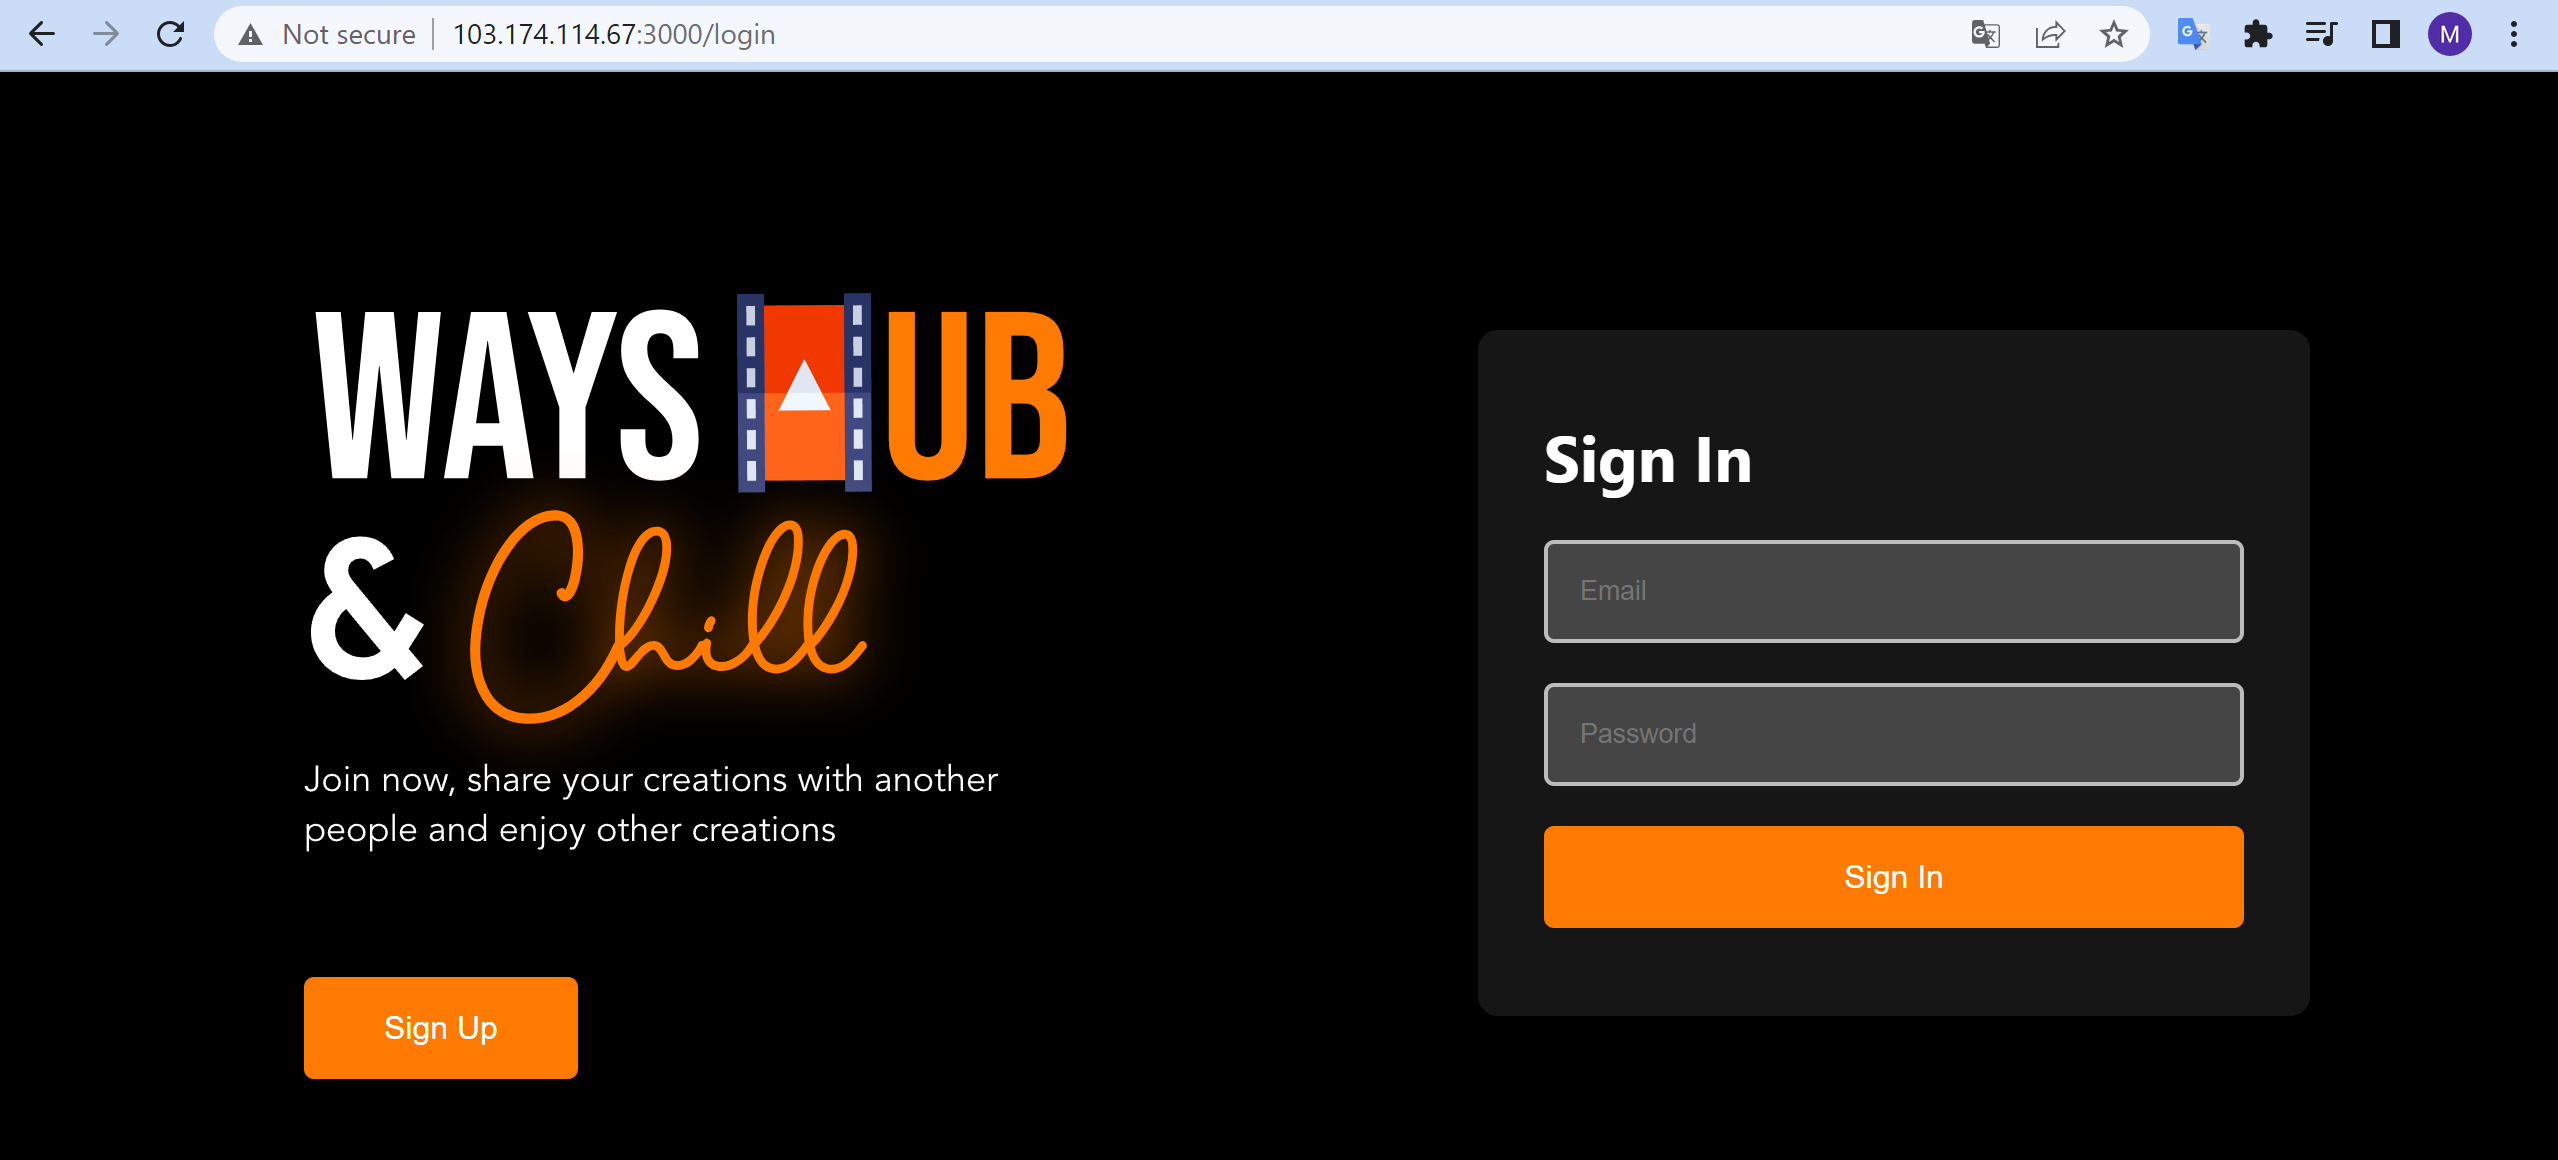 Not secure
103.174.114.67:3000/login
M
WAYS HUB
& Chill
Join now, share your creations with another
people and enjoy other creations
Sign Up
Sign In
Email
Password
Sign In